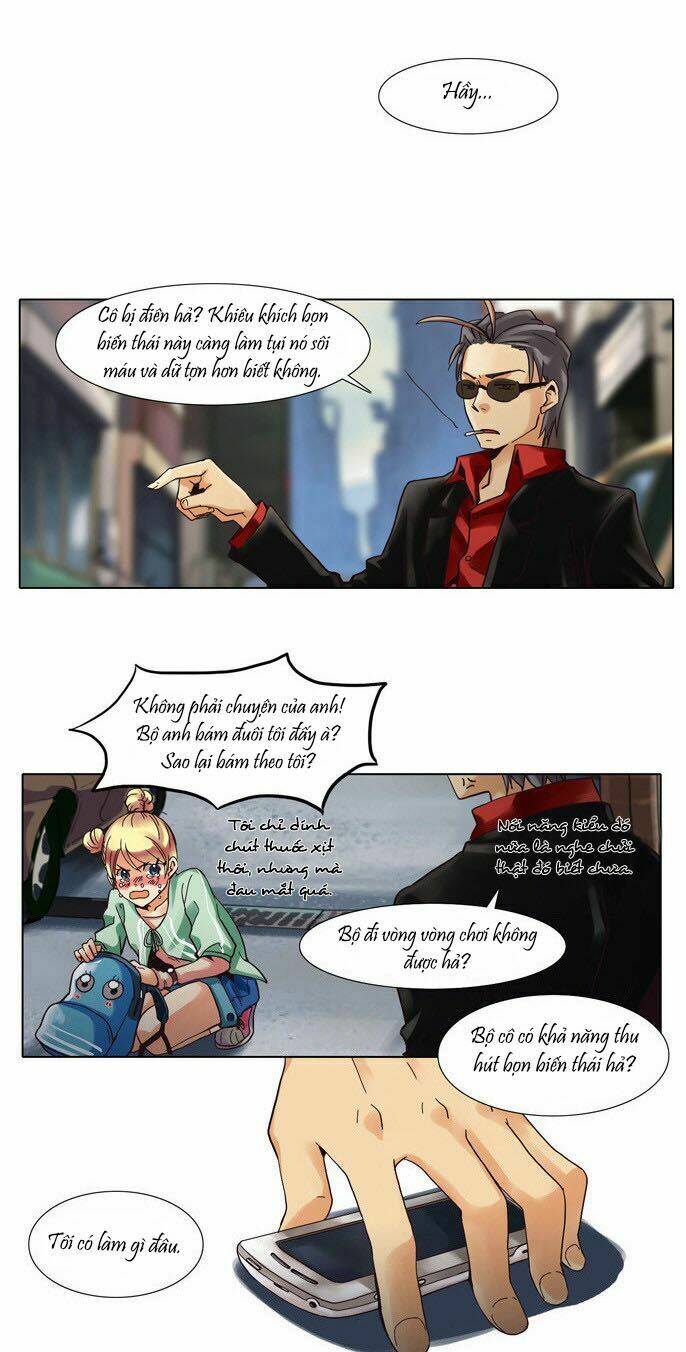 Hầy...
Cô bị điên hả? Khiêu khích bọn
biến thái này càng làm tụi nó sôi
máu và dữ tợn hơn biết không.
Không phải chuyện của anh!
Bộ anh bám đuôi tôi đấy à?
Sao lại bám theo tôi?
Tôi chỉ dính
chút thuốc xịt
thôi, nhưng mà
đau mắt quá.
Nói năng kiểu đó
nữa là nghe chửi
thật đó biết chưa.
Bộ đi vòng vòng chơi không
được hả?
Bộ cô có khả năng thu
hút bọn biến thái hả?
Tôi có làm gì đâu.